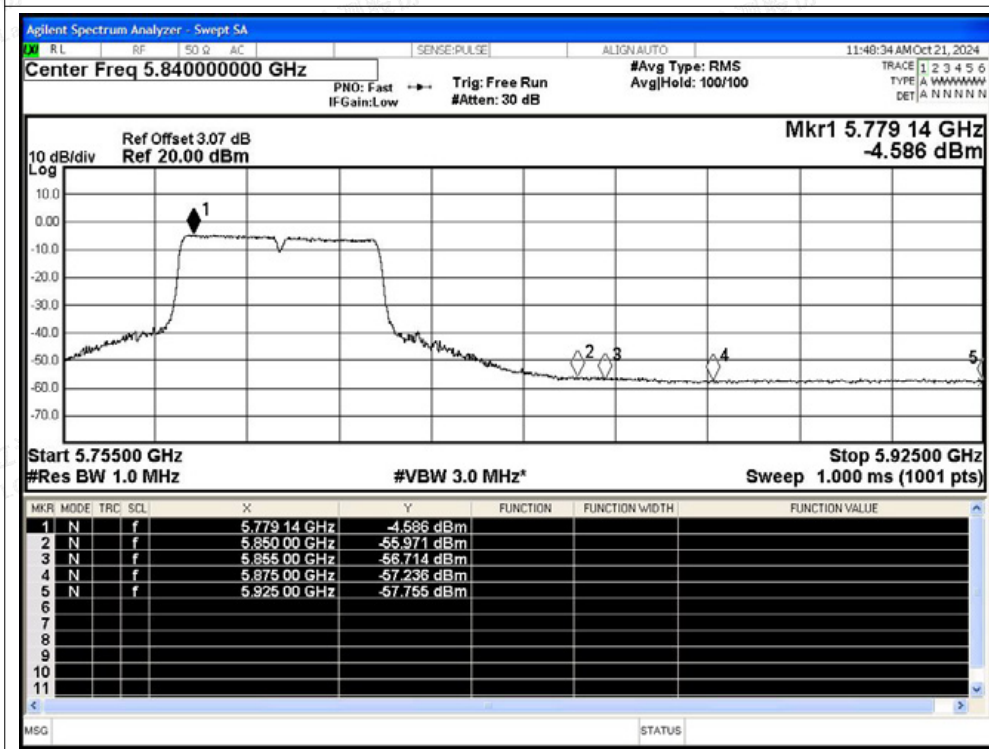 Agilent Spectrum Analyzer - Swept SA
RL RF 50 Ω AC SENSE:PULSE ALIGN AUTO 11:48:34 AM Oct 21, 2024
Center Freq 5.840000000 GHz #Avg Type: RMS TRACE 1 2 3 4 5 6
PNO: Fast Trig: Free Run Avg|Hold: 100/100 TYPE A WWWWW
IFGain:Low #Atten: 30 dB DET A N N N N N
Mkr1 5.779 14 GHz
-4.586 dBm
Ref Offset 3.07 dB
10 dB/div Ref 20.00 dBm
Log
10.0
0.00
-10.0
-20.0
-30.0
-40.0
-50.0
-60.0
-70.0
1
2
3
4
5
Start 5.75500 GHz Stop 5.92500 GHz
#Res BW 1.0 MHz #VBW 3.0 MHz* Sweep 1.000 ms (1001 pts)
MKR MODE TRC SCL X Y FUNCTION FUNCTION WIDTH FUNCTION VALUE
1 N f 5.779 14 GHz -4.586 dBm
2 N f 5.850 00 GHz -55.971 dBm
3 N f 5.855 00 GHz -56.714 dBm
4 N f 5.875 00 GHz -57.236 dBm
5 N f 5.925 00 GHz -57.755 dBm
6
7
8
9
10
11
MSG STATUS